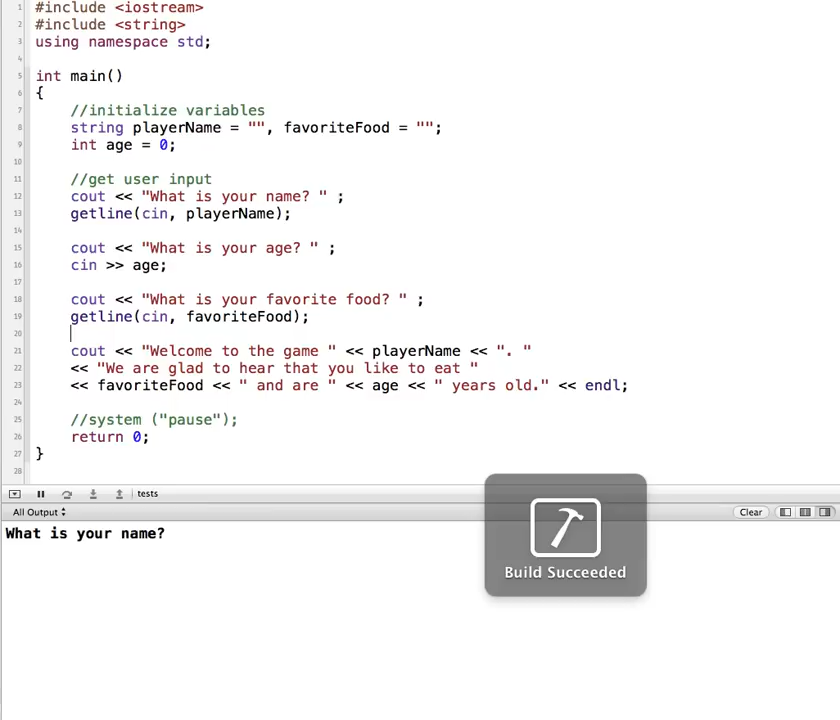 1 #include <iostream>
2 #include <string>
3 using namespace std;
4
5 int main()
6 {
7 //initialize variables
8 string playerName = "", favoriteFood = "";
9 int age = 0;
10
11 //get user input
12 cout << "What is your name? " ;
13 getline(cin, playerName);
14
15 cout << "What is your age? " ;
16 cin >> age;
17
18 cout << "What is your favorite food? " ;
19 getline(cin, favoriteFood);
20
21 cout << "Welcome to the game " << playerName << ". "
22 << "We are glad to hear that you like to eat "
23 << favoriteFood << " and are " << age << " years old." << endl;
24
25 //system ("pause");
26 return 0;
27 }
28
tests
All Output
Clear
What is your name?
Build Succeeded